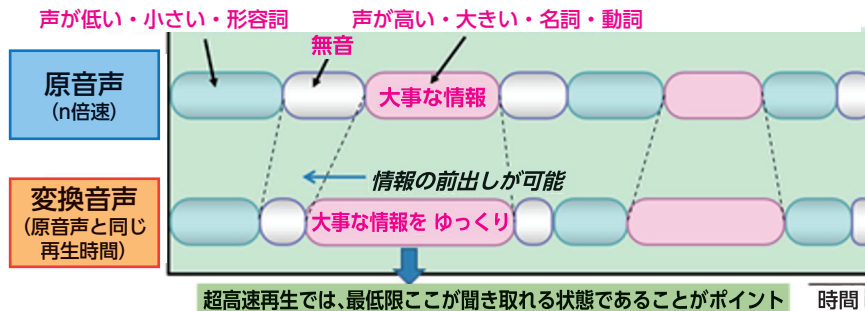 声が低い・小さい・形容詞
声が高い・大きい・名詞・動詞
無音
原音声
(n倍速)
大事な情報
情報の前出しが可能
変換音声
(原音声と同じ
再生時間)
大事な情報を ゆっくり
超高速再生では、最低限ここが聞き取れる状態であることがポイント
時間